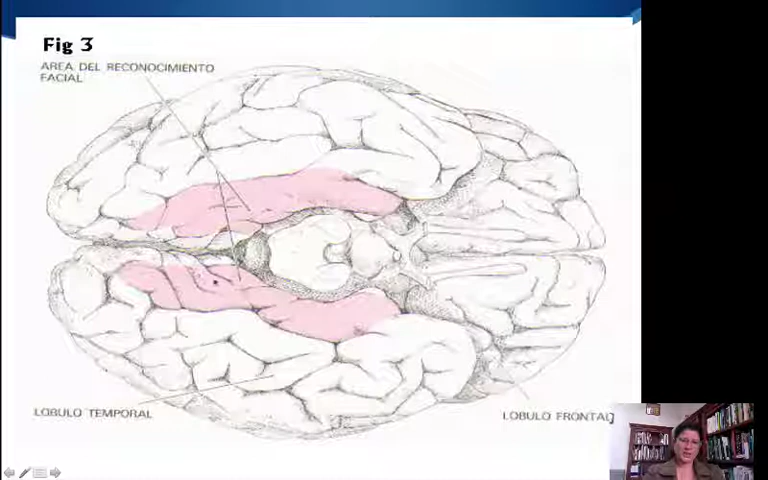 Fig 3
AREA DEL RECONOCIMIENTO
FACIAL
LOBULO TEMPORAL
LOBULO FRONTAL